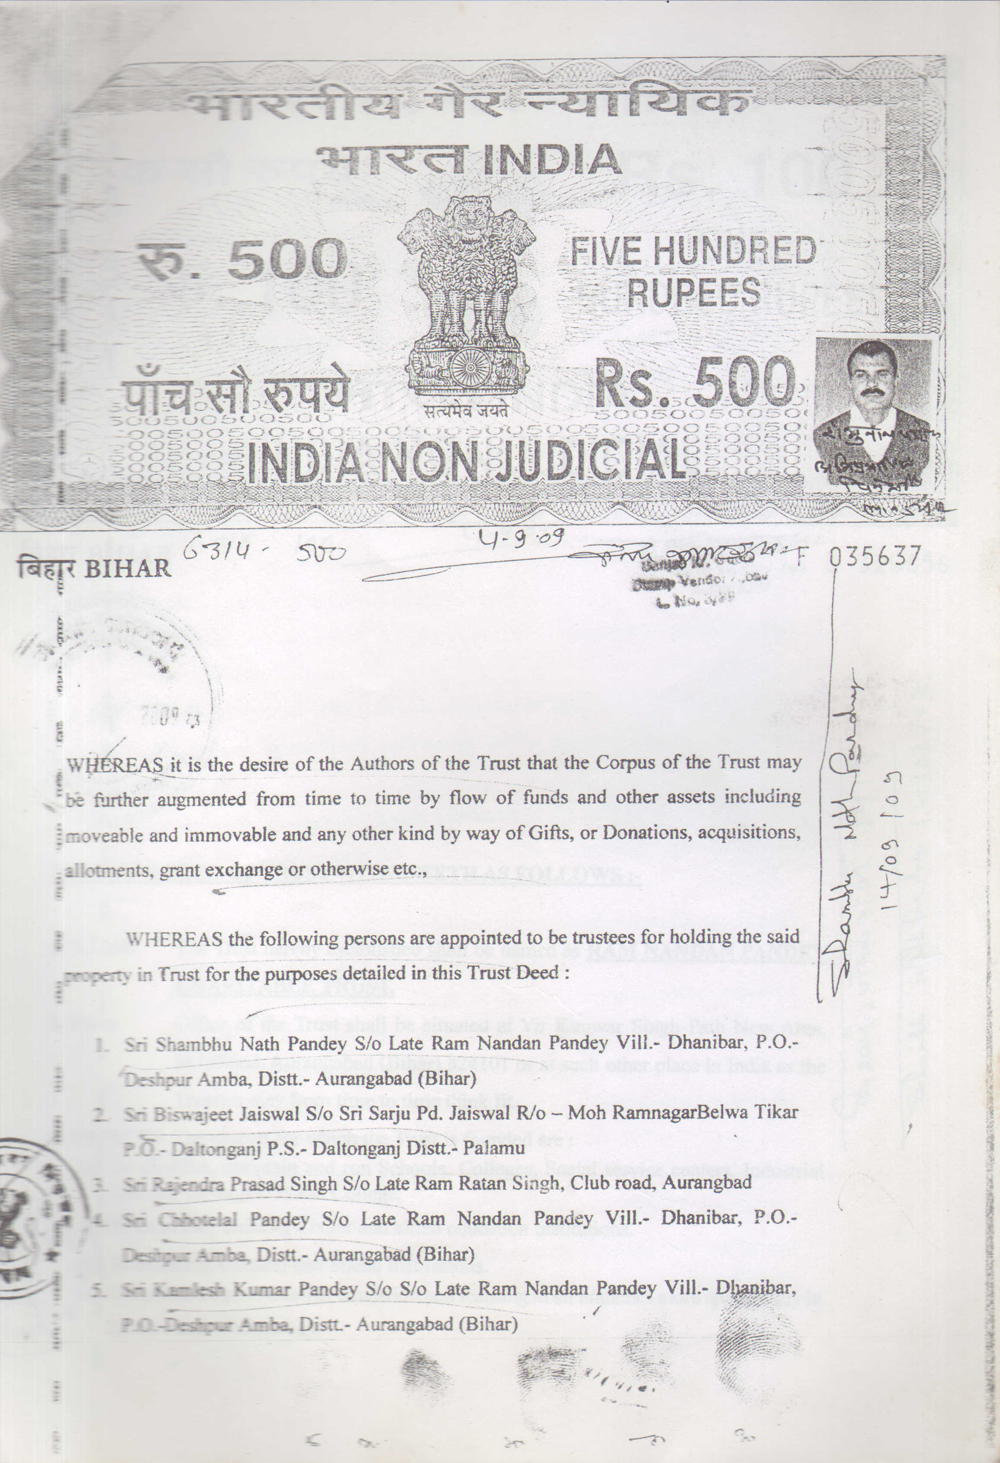 भारतीय गैर न्यायिक
भारत INDIA
रु. 500
FIVE HUNDRED
RUPEES
पाँच सौ रुपये
Rs. 500
सत्यमेव जयते
INDIA NON JUDICIAL
बिहार BIHAR
6314 - 500
4-9-09
F 035637
Stamp Vendor
L. No.
2009
Shambhu Nath Pandey
14/09/09
WHEREAS it is the desire of the Authors of the Trust that the Corpus of the Trust may
be further augmented from time to time by flow of funds and other assets including
moveable and immovable and any other kind by way of Gifts, or Donations, acquisitions,
allotments, grant exchange or otherwise etc.,
WHEREAS the following persons are appointed to be trustees for holding the said
property in Trust for the purposes detailed in this Trust Deed :
1. Sri Shambhu Nath Pandey S/o Late Ram Nandan Pandey Vill.- Dhanibar, P.O.-
Deshpur Amba, Distt.- Aurangabad (Bihar)
2. Sri Biswajeet Jaiswal S/o Sri Sarju Pd. Jaiswal R/o – Moh RamnagarBelwa Tikar
P.O.- Daltonganj P.S.- Daltonganj Distt.- Palamu
3. Sri Rajendra Prasad Singh S/o Late Ram Ratan Singh, Club road, Aurangbad
4. Sri Chhotelal Pandey S/o Late Ram Nandan Pandey Vill.- Dhanibar, P.O.-
Deshpur Amba, Distt.- Aurangabad (Bihar)
5. Sri Kamlesh Kumar Pandey S/o S/o Late Ram Nandan Pandey Vill.- Dhanibar,
P.O.-Deshpur Amba, Distt.- Aurangabad (Bihar)